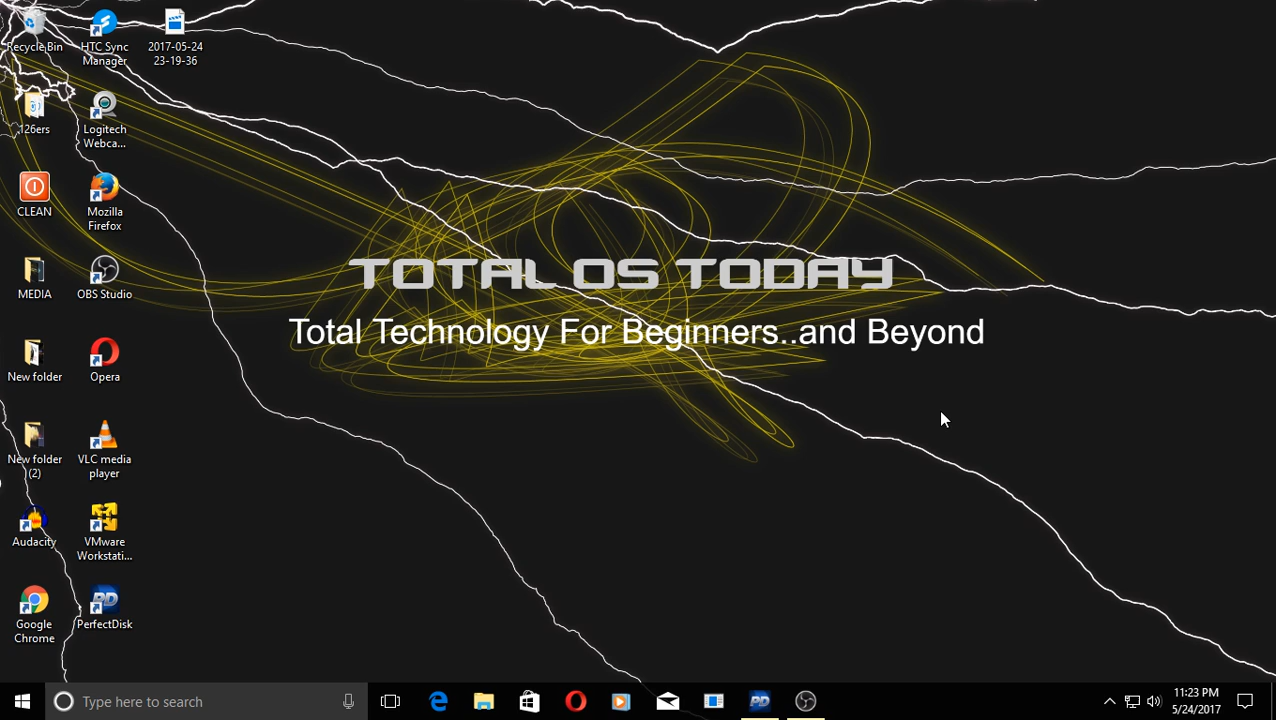 Recycle Bin
HTC Sync
Manager
2017-05-24
23-19-36
126ers
Logitech
Webca...
CLEAN
Mozilla
Firefox
MEDIA
OBS Studio
New folder
Opera
New folder
(2)
VLC media
player
Audacity
VMware
Workstati...
Google
Chrome
PerfectDisk
TOTAL OS TODAY
Total Technology For Beginners..and Beyond
Type here to search
PD
11:23 PM
5/24/2017